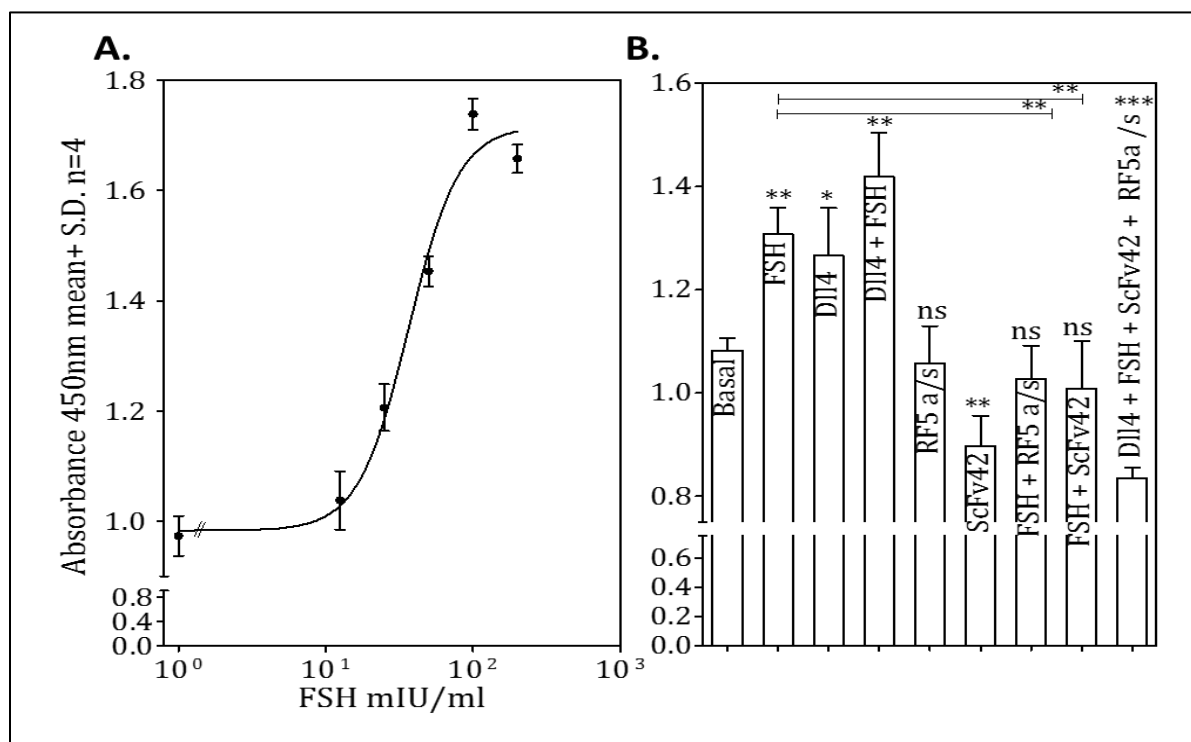 A.
Absorbance 450nm mean+ S.D. n=4
1.8
1.6
1.4
1.2
1.0
0.8
0.4
0.0
10⁰
10¹
10²
10³
FSH mIU/ml
//
B.
1.6
1.4
1.2
1.0
0.8
0.6
0.4
0.2
0.0
**
**
Basal
**
FSH
*
Dll4
**
Dll4 + FSH
ns
RF5 a/s
**
ScFv42
ns
FSH + RF5 a/s
ns
FSH + ScFv42
Dll4 + FSH + ScFv42 + RF5a /s ***